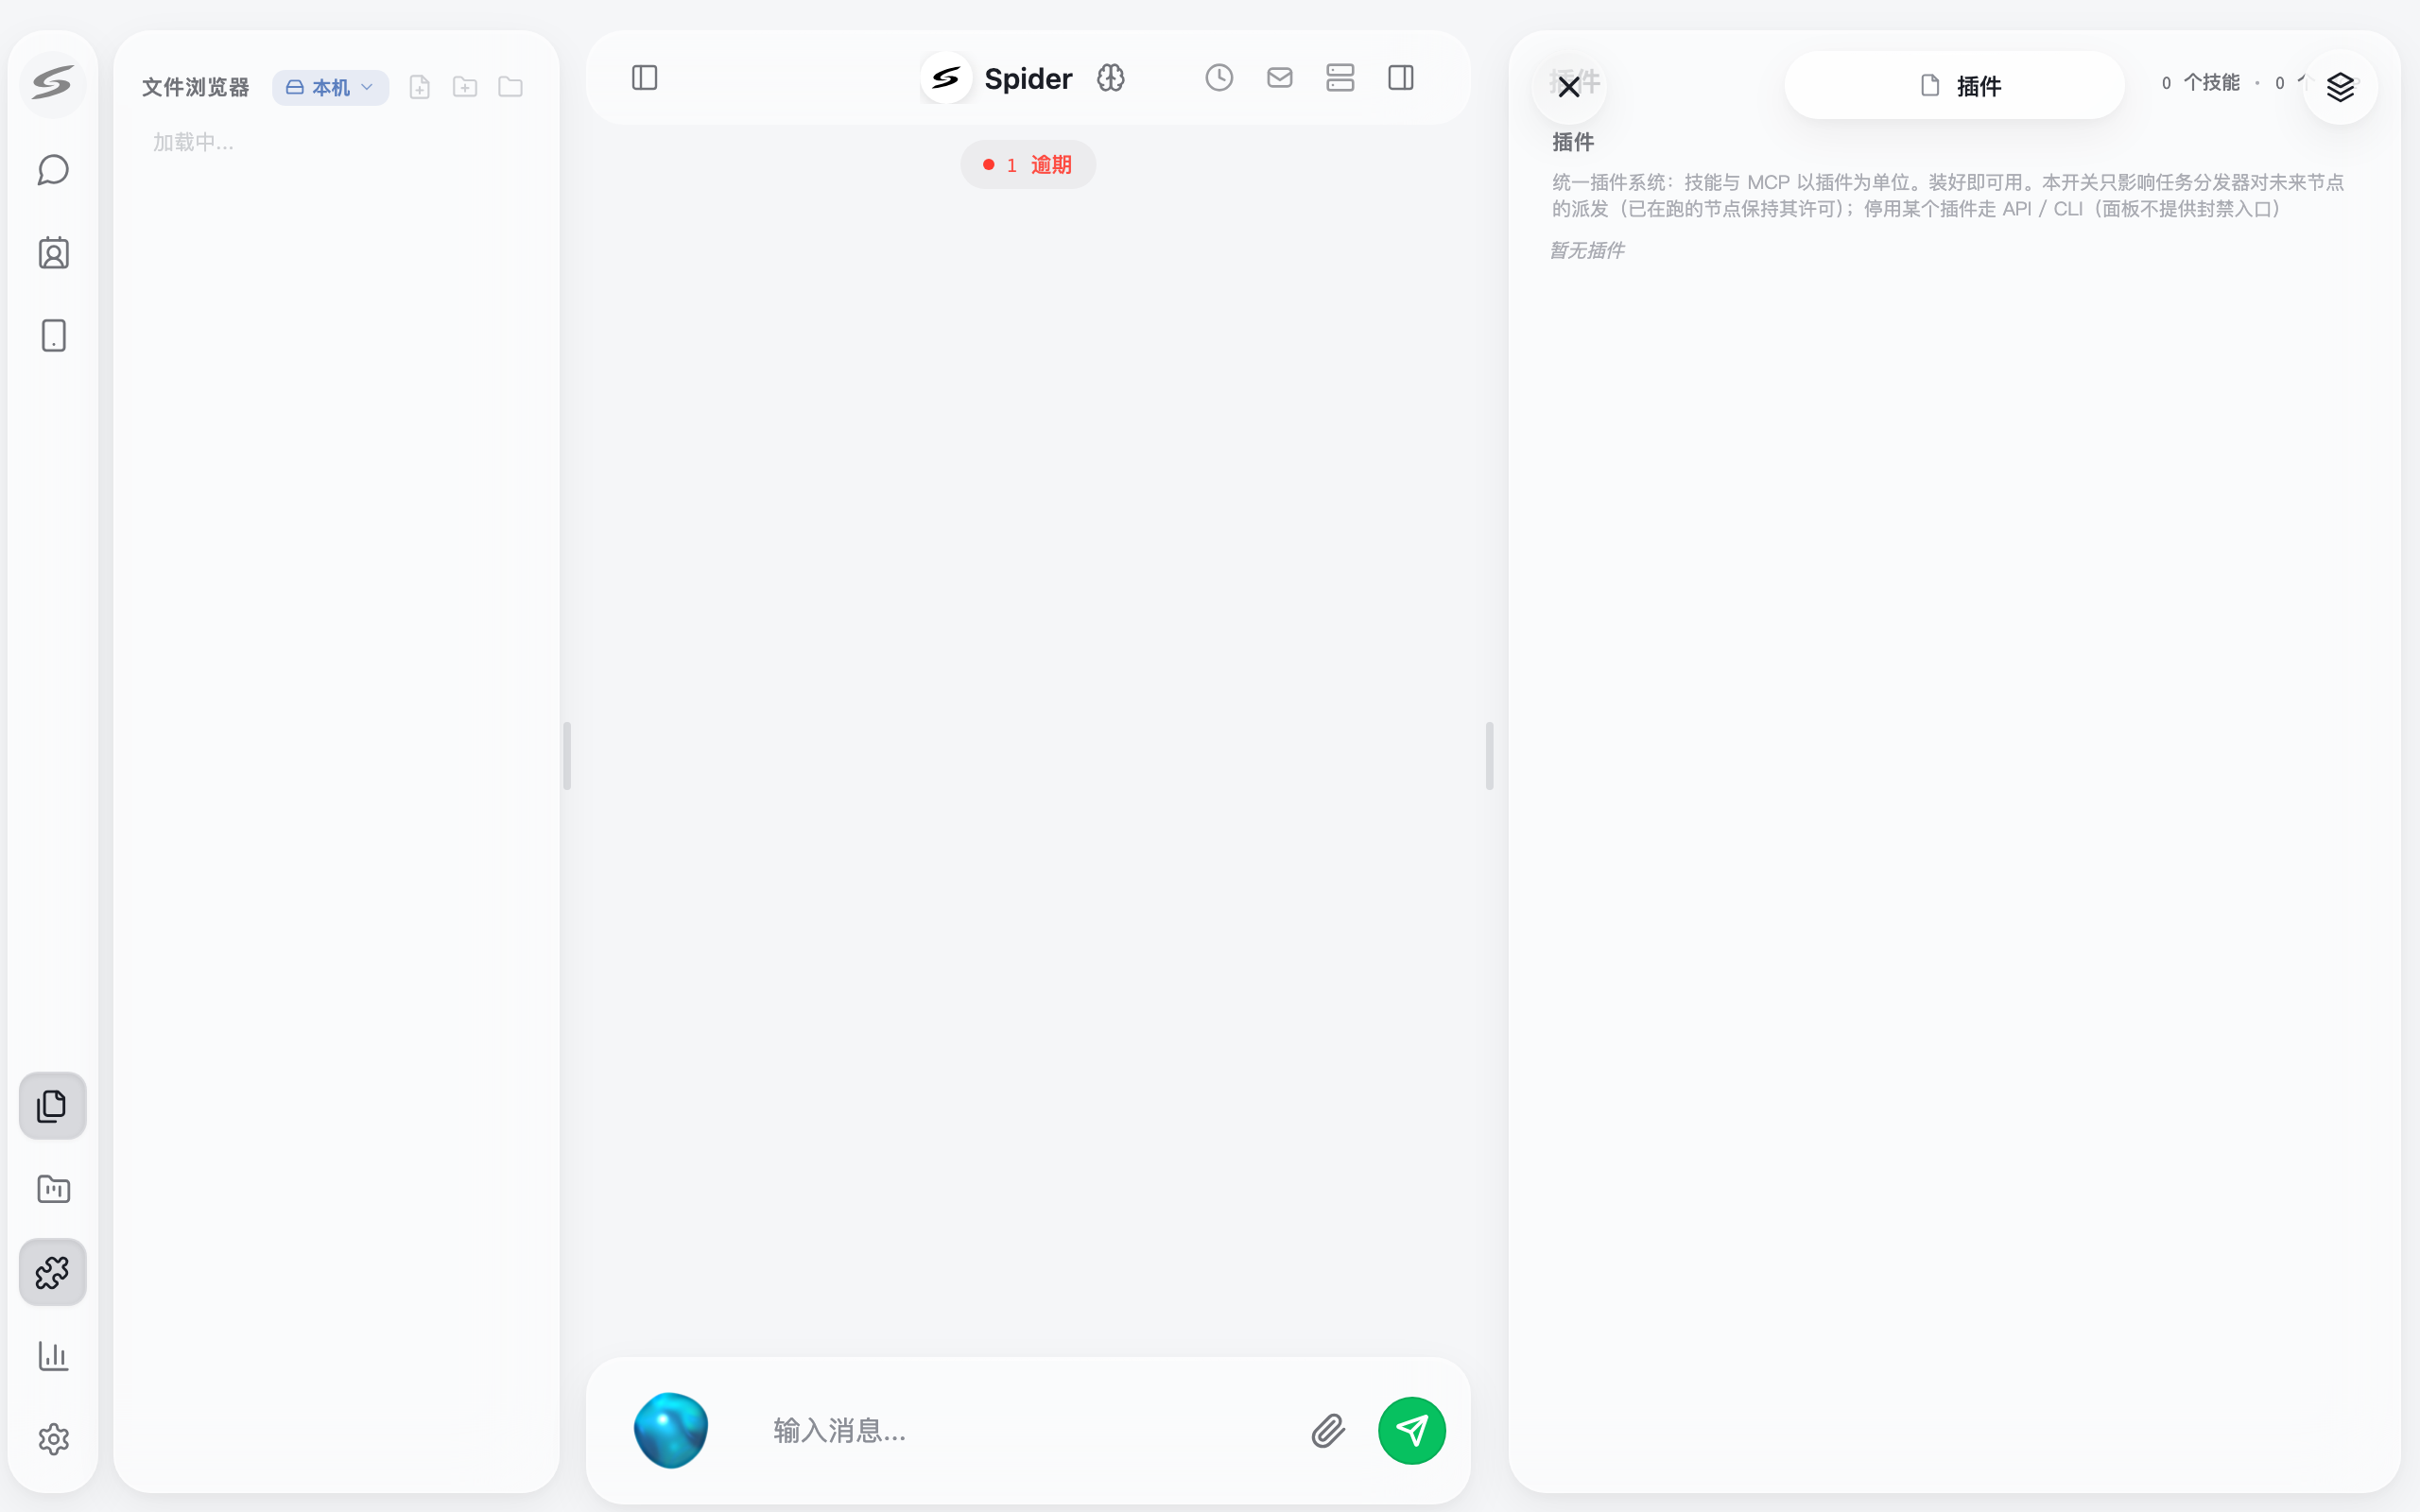 文件浏览器
本机
加载中...
Spider
1 逾期
输入消息...
插件
插件
0 个技能 · 0 个
插件
统一插件系统：技能与 MCP 以插件为单位。装好即可用。本开关只影响任务分发器对未来节点
的派发（已在跑的节点保持其许可）；停用某个插件走 API / CLI（面板不提供封禁入口）
暂无插件